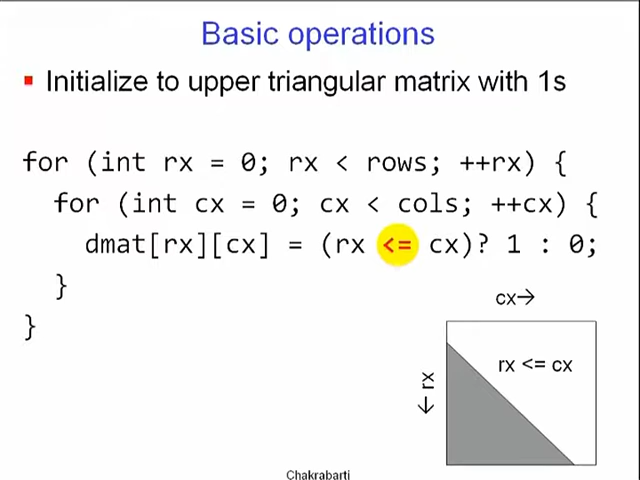 Basic operations
Initialize to upper triangular matrix with 1s
for (int rx = 0; rx < rows; ++rx) {
for (int cx = 0; cx < cols; ++cx) {
dmat[rx][cx] = (rx <= cx)? 1 : 0;
}
}
cx→
rx <= cx
← rx
Chakrabarti